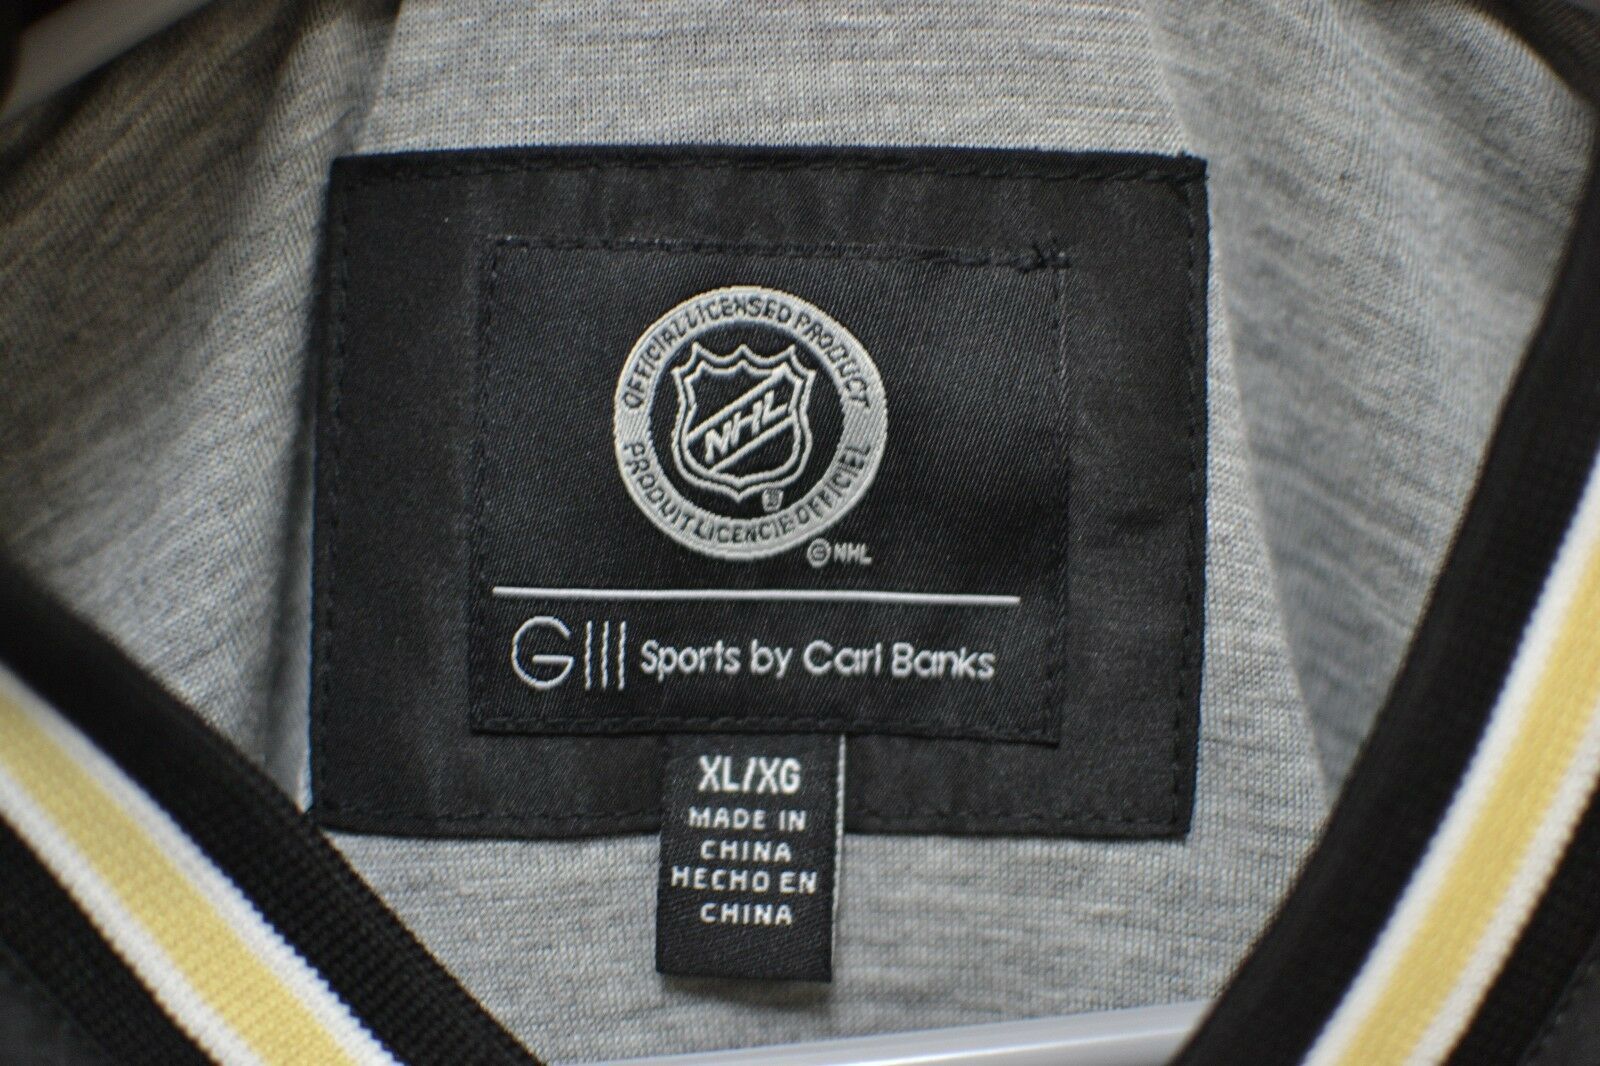 OFFICIAL LICENSED PRODUCT
NHL
PRODUIT LICENCIÉ OFFICIEL
© NHL
GIII Sports by Carl Banks
XL/XG
MADE IN
CHINA
HECHO EN
CHINA